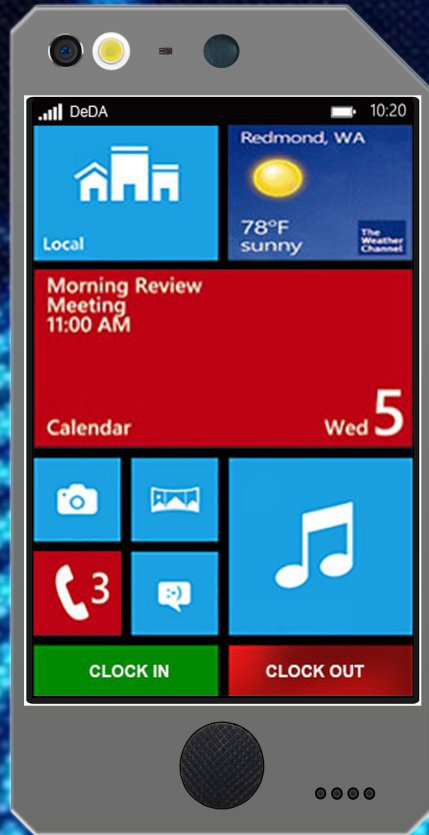 DeDA
10:20
Local
Redmond, WA
78°F
sunny
The
Weather
Channel
Morning Review
Meeting
11:00 AM
Calendar
Wed 5
3
:)
CLOCK IN
CLOCK OUT